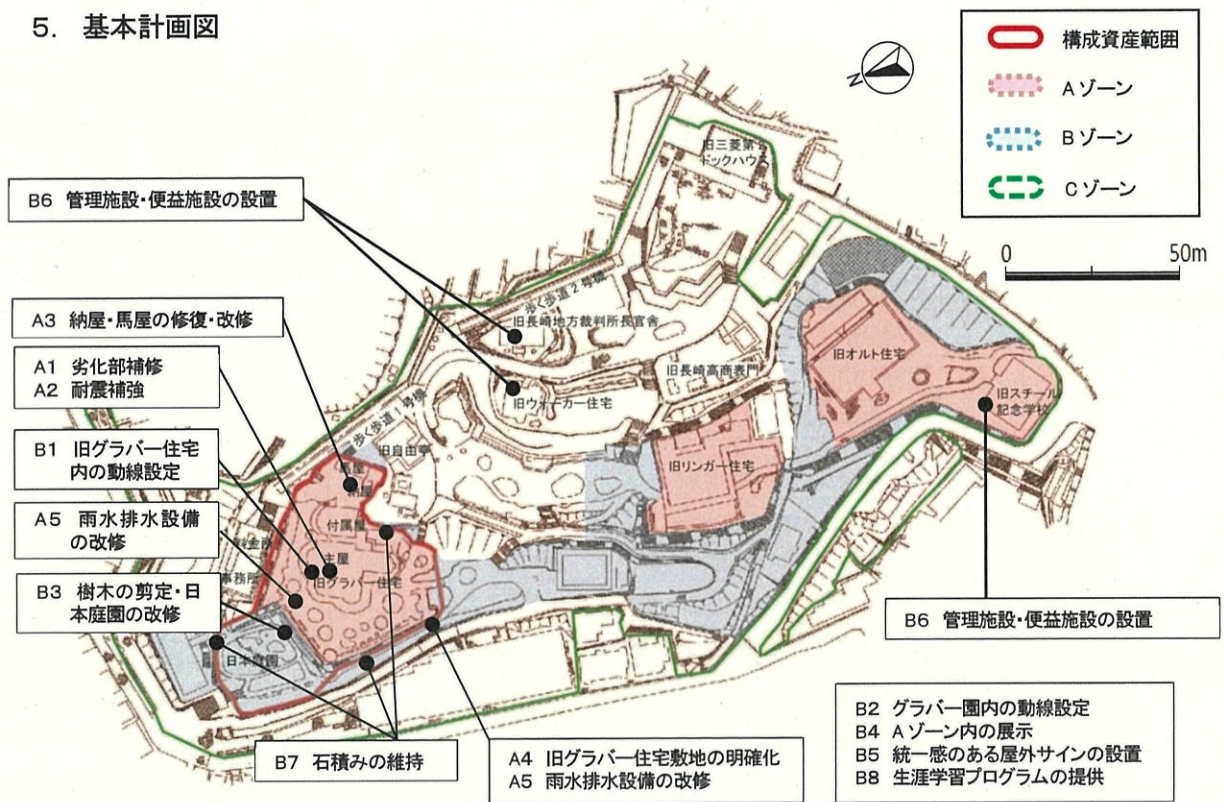 5. 基本計画図
構成資産範囲
Aゾーン
Bゾーン
Cゾーン
N
0 50m
旧三菱第2
ドックハウス
B6 管理施設・便益施設の設置
歩く歩道2号機
旧長崎地方裁判所長官舎
A3 納屋・馬屋の修復・改修
旧オルト住宅
旧長崎高商表門
A1 劣化部補修
A2 耐震補強
旧ウォーカー住宅
旧スチール
記念学校
歩く歩道1号機
旧自由亭
B1 旧グラバー住宅
内の動線設定
馬屋
納屋
旧リンガー住宅
A5 雨水排水設備
の改修
付属屋
料金所
主屋
事務所
旧グラバー住宅
B3 樹木の剪定・日
本庭園の改修
B6 管理施設・便益施設の設置
日本庭園
B7 石積みの維持
A4 旧グラバー住宅敷地の明確化
A5 雨水排水設備の改修
B2 グラバー園内の動線設定
B4 Aゾーン内の展示
B5 統一感のある屋外サインの設置
B8 生涯学習プログラムの提供